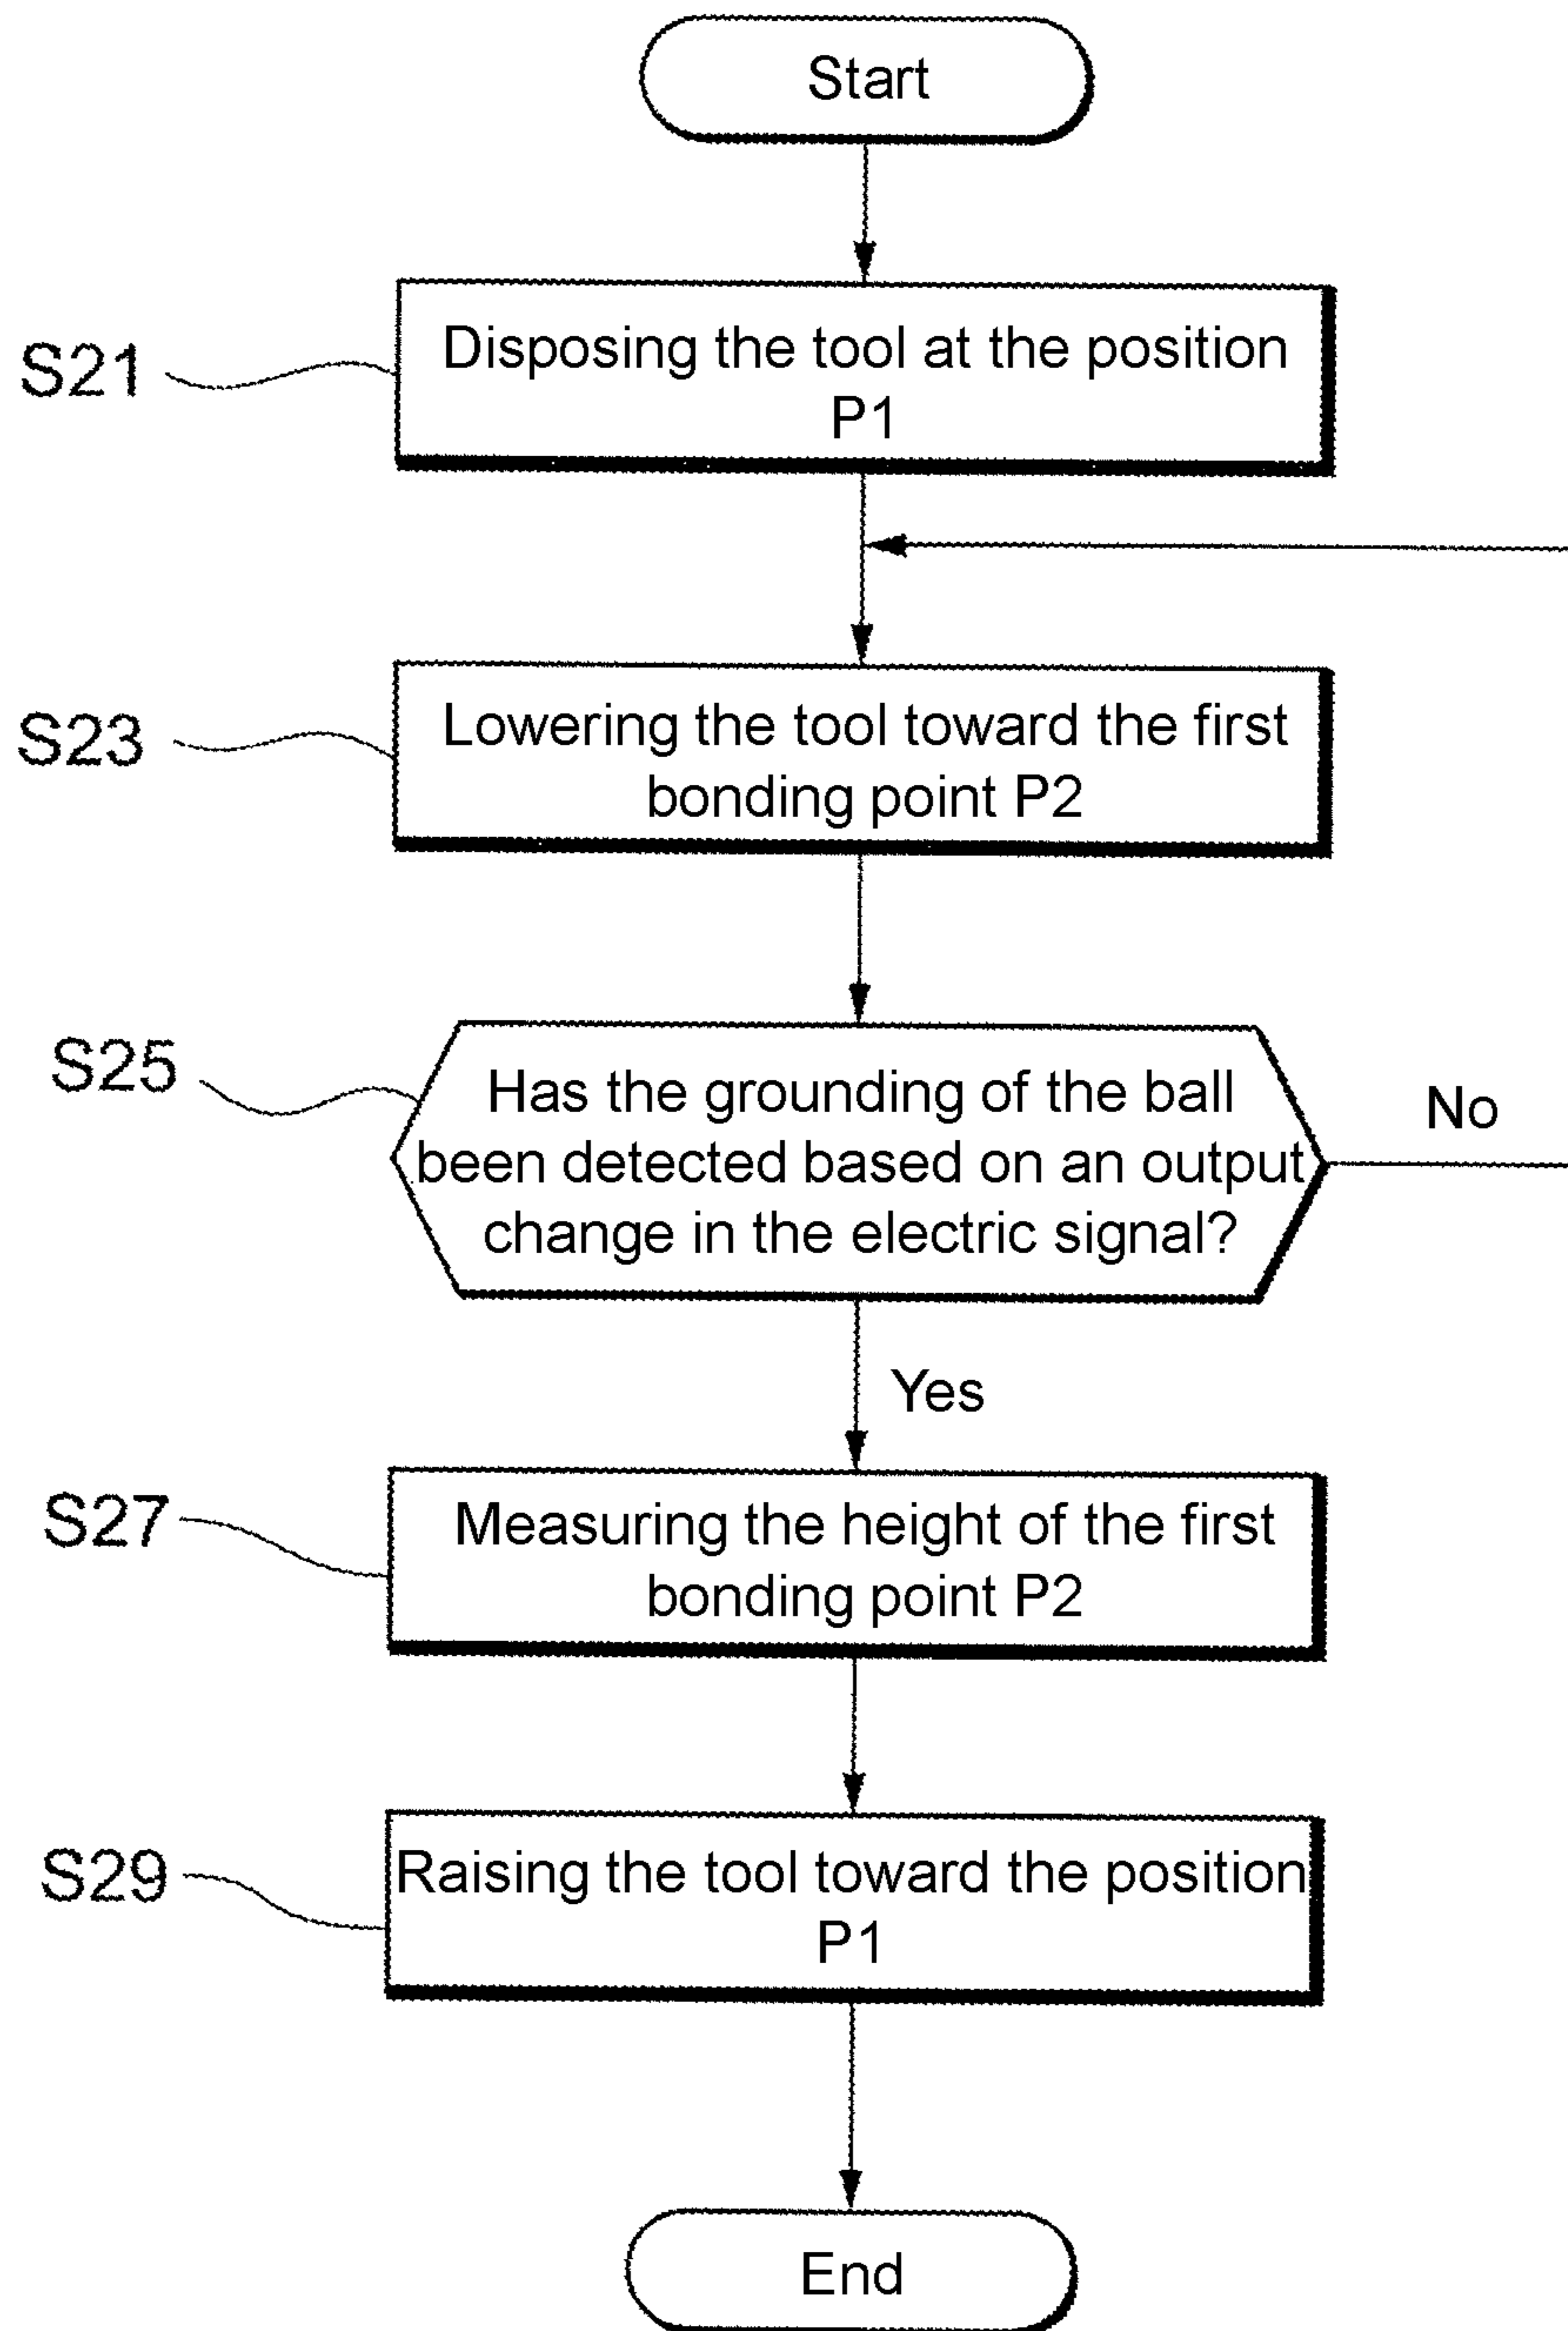 Start
S21
Disposing the tool at the position
P1
S23
Lowering the tool toward the first
bonding point P2
S25
Has the grounding of the ball
been detected based on an output
change in the electric signal?
No
Yes
S27
Measuring the height of the first
bonding point P2
S29
Raising the tool toward the position
P1
End